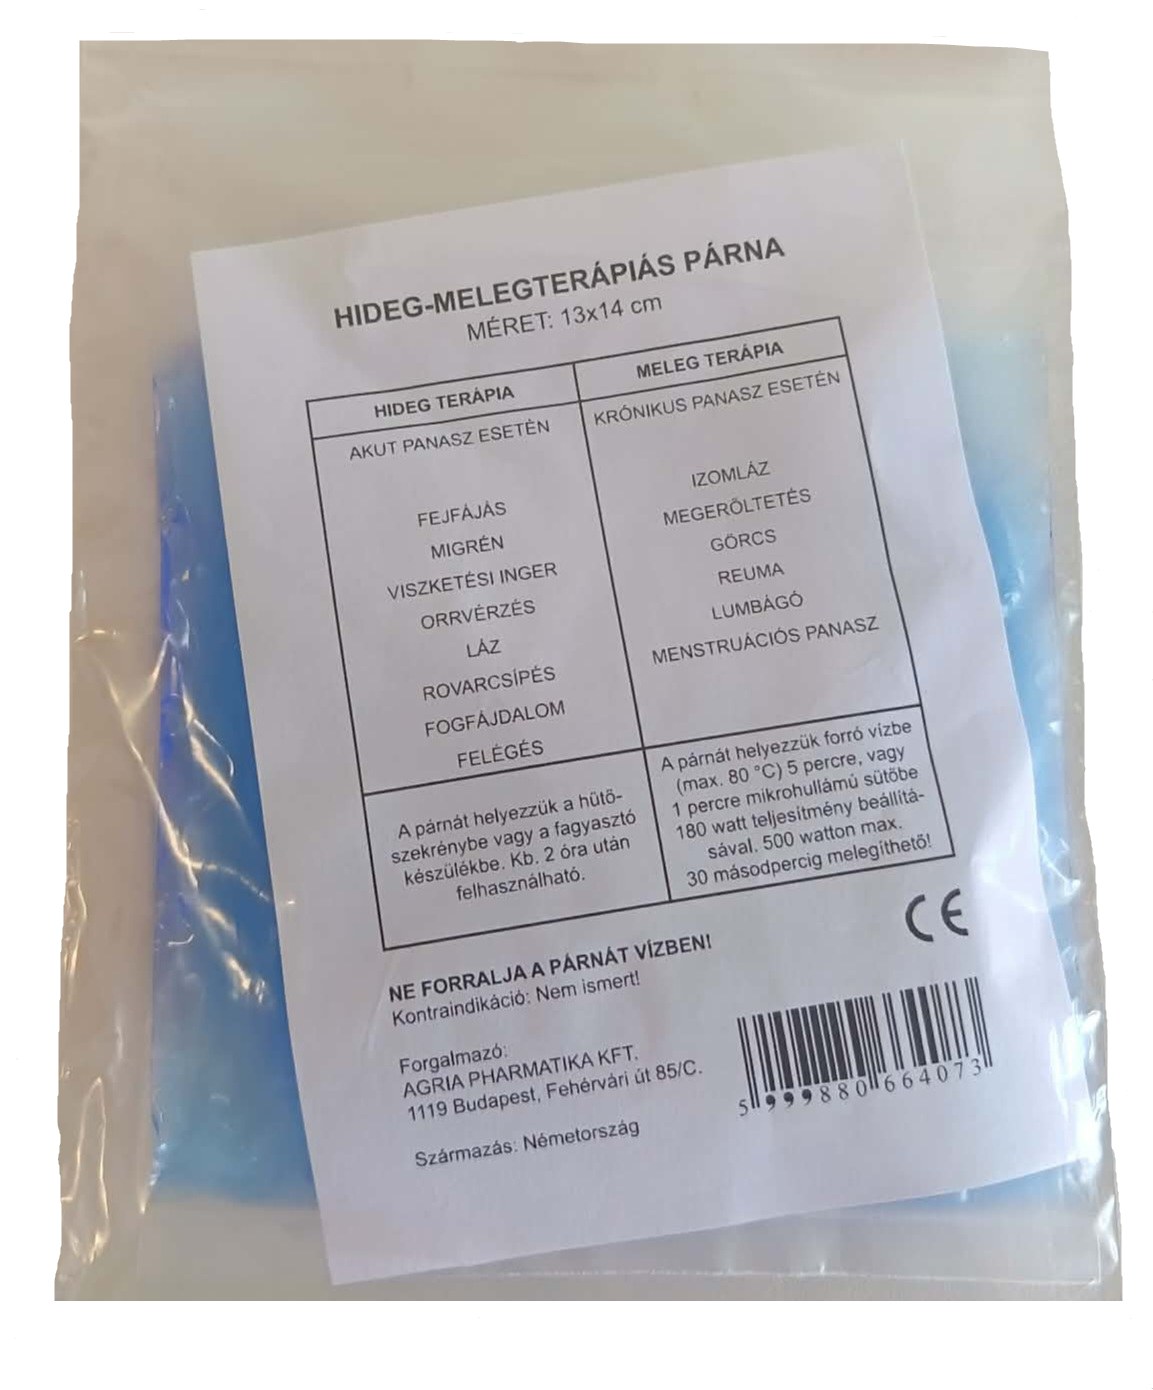 HIDEG-MELEGTERÁPIÁS PÁRNA
MÉRET: 13x14 cm
HIDEG TERÁPIA
AKUT PANASZ ESETÉN
FEJFÁJÁS
MIGRÉN
VISZKETÉSI INGER
ORRVÉRZÉS
LÁZ
ROVARCSÍPÉS
FOGFÁJDALOM
FELÉGÉS
A párnát helyezzük a hűtő-
szekrénybe vagy a fagyasztó
készülékbe. Kb. 2 óra után
felhasználható.
MELEG TERÁPIA
KRÓNIKUS PANASZ ESETÉN
IZOMLÁZ
MEGERŐLTETÉS
GÖRCS
REUMA
LUMBÁGÓ
MENSTRUÁCIÓS PANASZ
A párnát helyezzük forró vízbe
(max. 80 °C) 5 percre, vagy
1 percre mikrohullámú sütőbe
180 watt teljesítmény beállítá-
sával. 500 watton max.
30 másodpercig melegíthető!
CE
NE FORRALJA A PÁRNÁT VÍZBEN!
Kontraindikáció: Nem ismert!
Forgalmazó:
AGRIA PHARMATIKA KFT.
1119 Budapest, Fehérvári út 85/C.
Származás: Németország
5 999880 664073